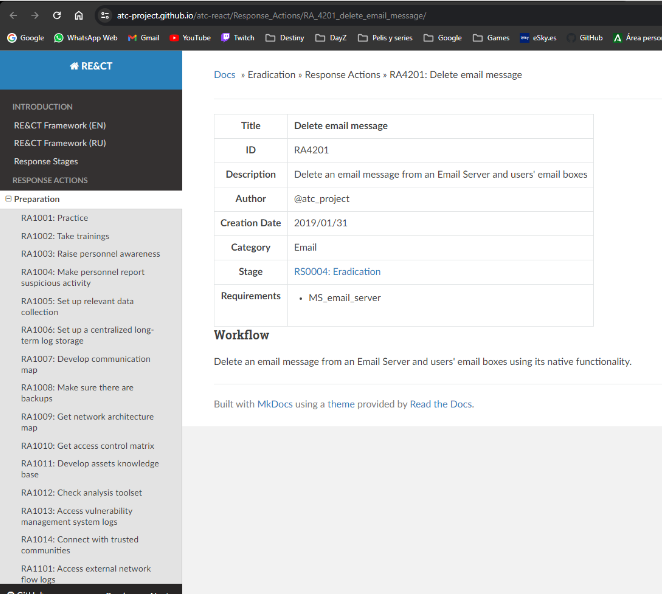 atc-project.github.io/atc-react/Response_Actions/RA_4201_delete_email_message/
Google WhatsApp Web Gmail YouTube Twitch Destiny DayZ Pelis y series Google Games eSky.es GitHub Área perso
RE&CT
INTRODUCTION
RE&CT Framework (EN)
RE&CT Framework (RU)
Response Stages
RESPONSE ACTIONS
Preparation
RA1001: Practice
RA1002: Take trainings
RA1003: Raise personnel awareness
RA1004: Make personnel report
suspicious activity
RA1005: Set up relevant data
collection
RA1006: Set up a centralized long-
term log storage
RA1007: Develop communication
map
RA1008: Make sure there are
backups
RA1009: Get network architecture
map
RA1010: Get access control matrix
RA1011: Develop assets knowledge
base
RA1012: Check analysis toolset
RA1013: Access vulnerability
management system logs
RA1014: Connect with trusted
communities
RA1101: Access external network
flow logs
Docs » Eradication » Response Actions » RA4201: Delete email message
Title Delete email message
ID RA4201
Description Delete an email message from an Email Server and users' email boxes
Author @atc_project
Creation Date 2019/01/31
Category Email
Stage RS0004: Eradication
Requirements • MS_email_server
Workflow
Delete an email message from an Email Server and users' email boxes using its native functionality.
Built with MkDocs using a theme provided by Read the Docs.